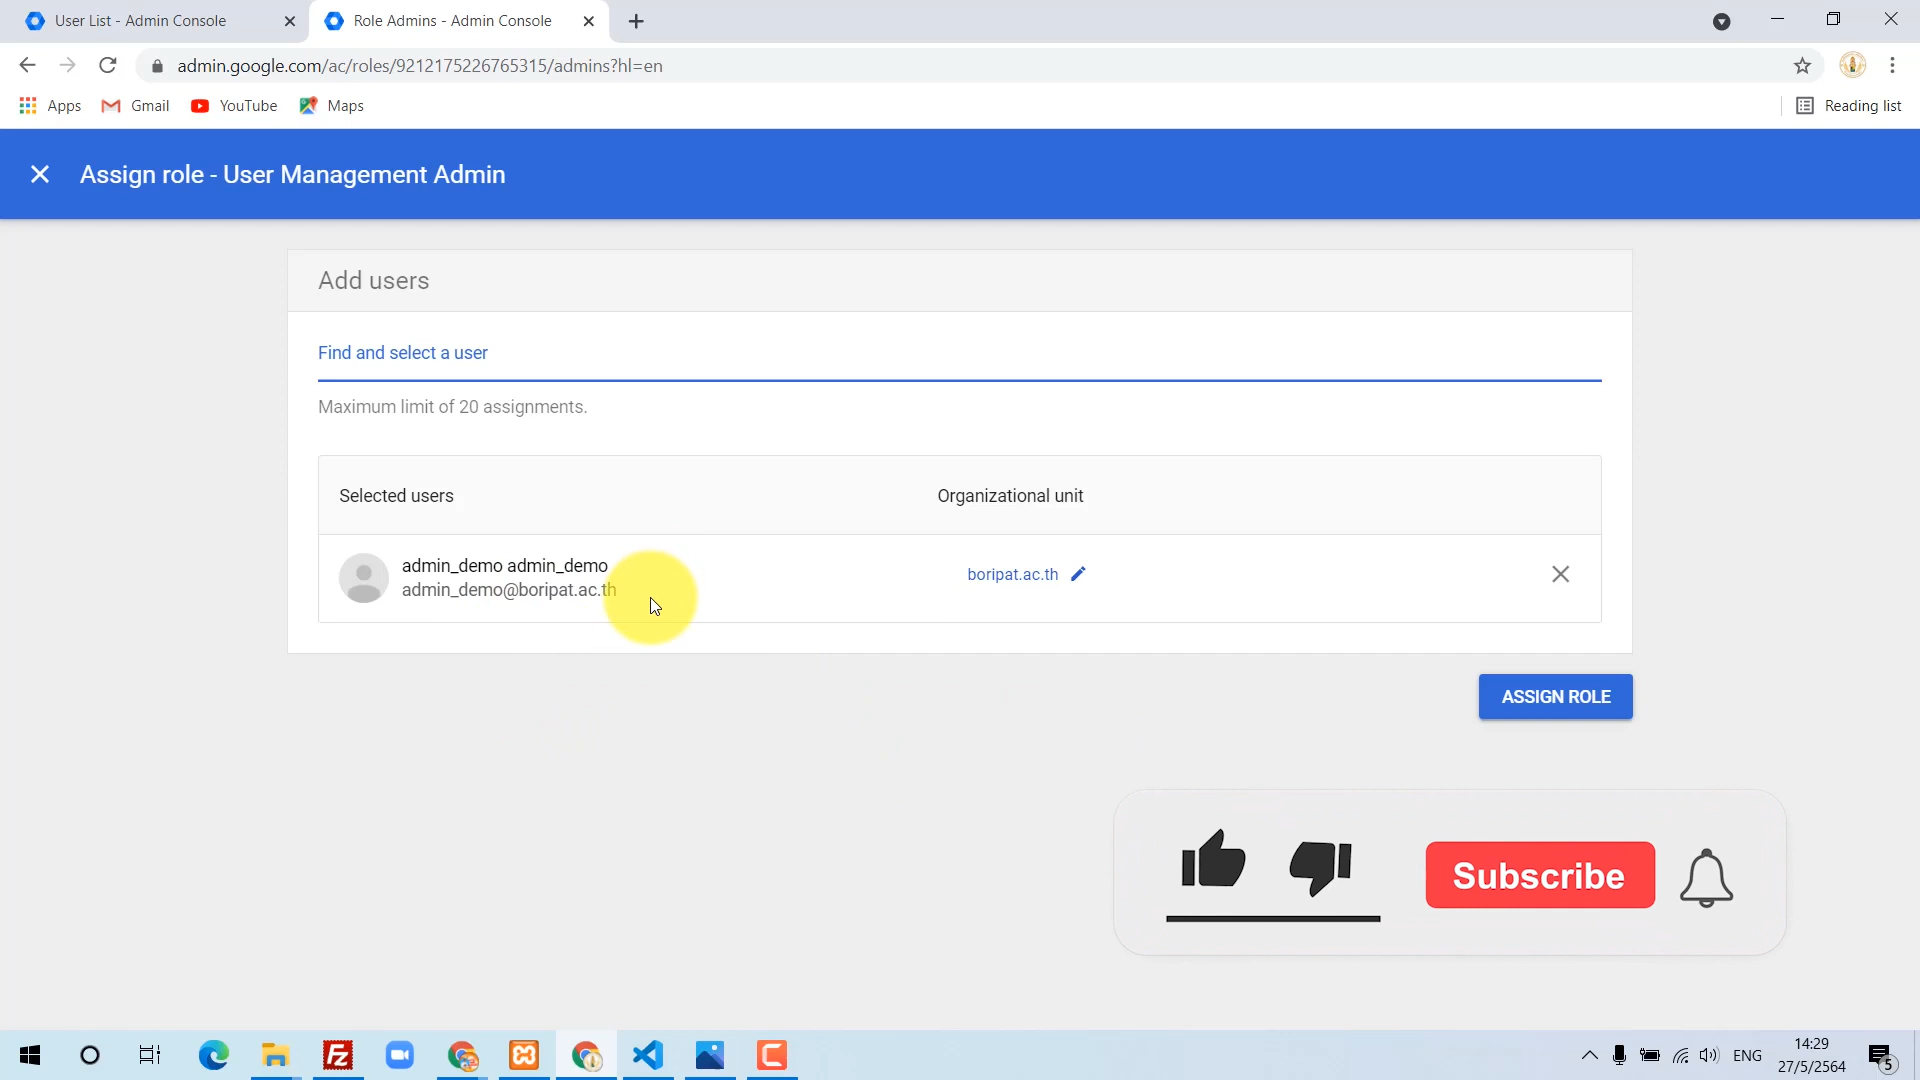 User List - Admin Console
Role Admins - Admin Console
admin.google.com/ac/roles/9212175226765315/admins?hl=en
Apps
Gmail
YouTube
Maps
Reading list
Assign role - User Management Admin
Add users
Find and select a user
Maximum limit of 20 assignments.
Selected users
Organizational unit
admin_demo admin_demo
admin_demo@boripat.ac.th
boripat.ac.th
ASSIGN ROLE
Subscribe
ENG
14:29
27/5/2564
5